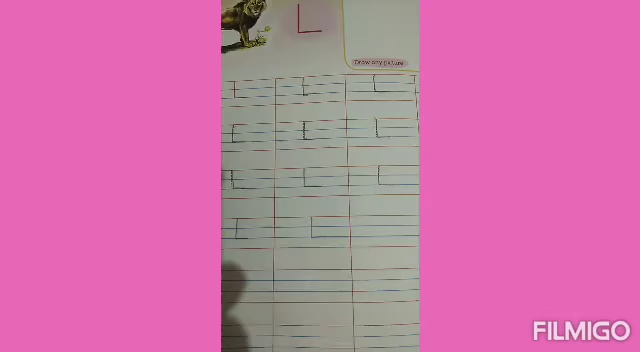 L
Draw any picture
L L L
L L L
L L L
L L
FILMIGO